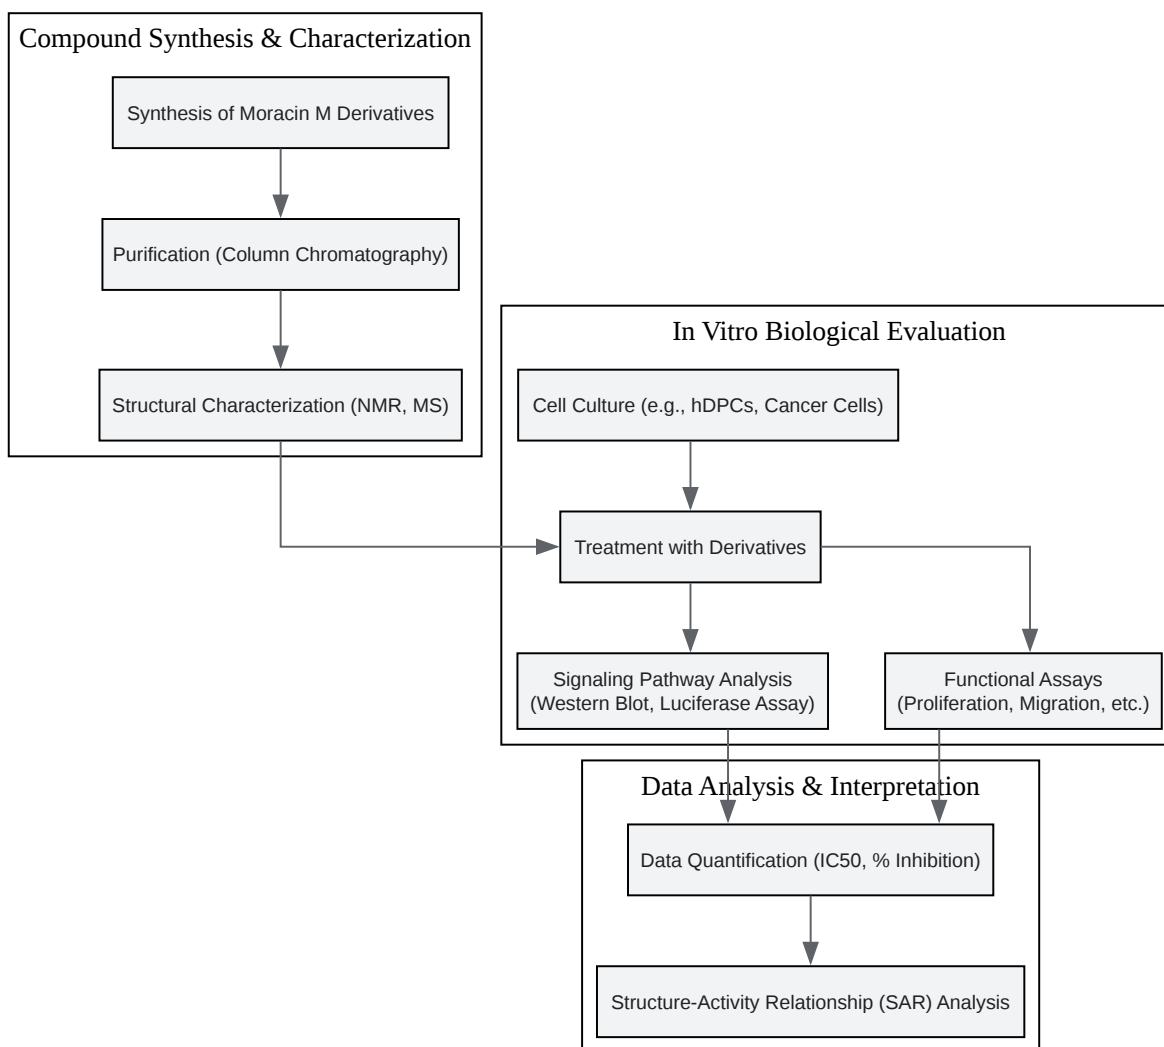 Compound Synthesis & Characterization
Synthesis of Moracin M Derivatives
Purification (Column Chromatography)
Structural Characterization (NMR, MS)
In Vitro Biological Evaluation
Cell Culture (e.g., hDPCs, Cancer Cells)
Treatment with Derivatives
Signaling Pathway Analysis
(Western Blot, Luciferase Assay)
Functional Assays
(Proliferation, Migration, etc.)
Data Analysis & Interpretation
Data Quantification (IC50, % Inhibition)
Structure-Activity Relationship (SAR) Analysis